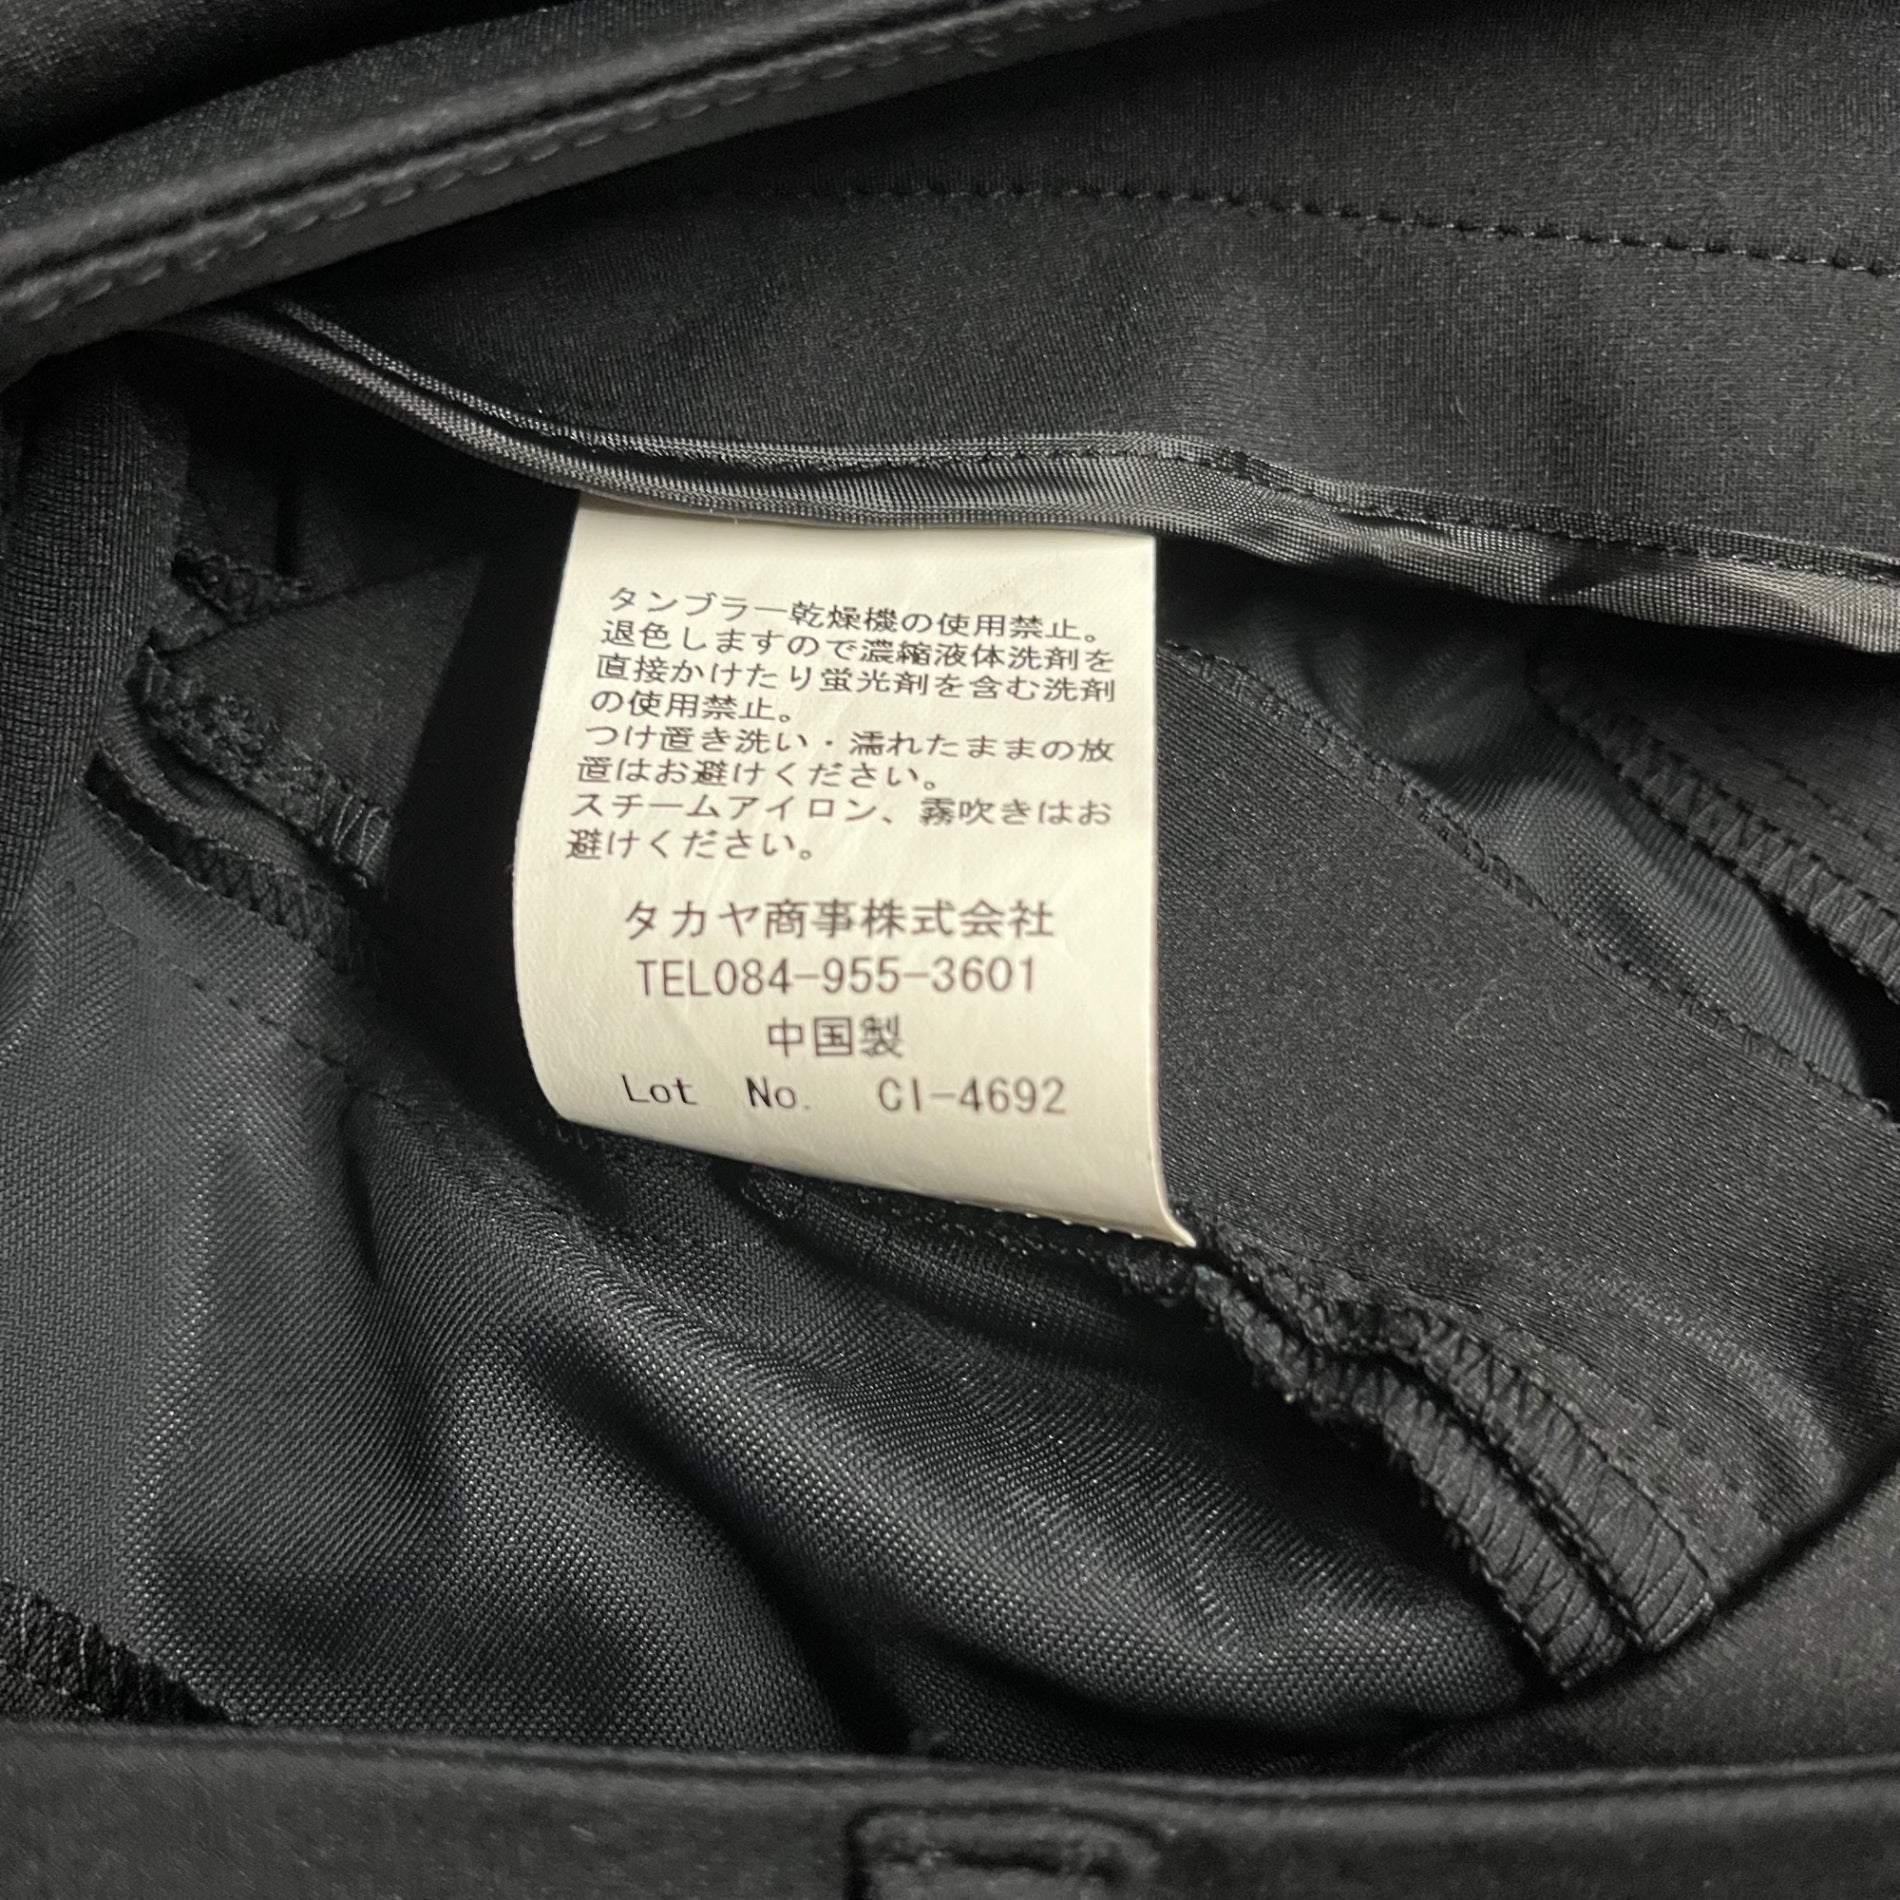 タンブラー乾燥機の使用禁止。
退色しますので濃縮液体洗剤を
直接かけたり蛍光剤を含む洗剤
の使用禁止。
つけ置き洗い・濡れたままの放
置はお避けください。
スチームアイロン、霧吹きはお
避けください。
タカヤ商事株式会社
TEL084-955-3601
中国製
Lot No. CI-4692